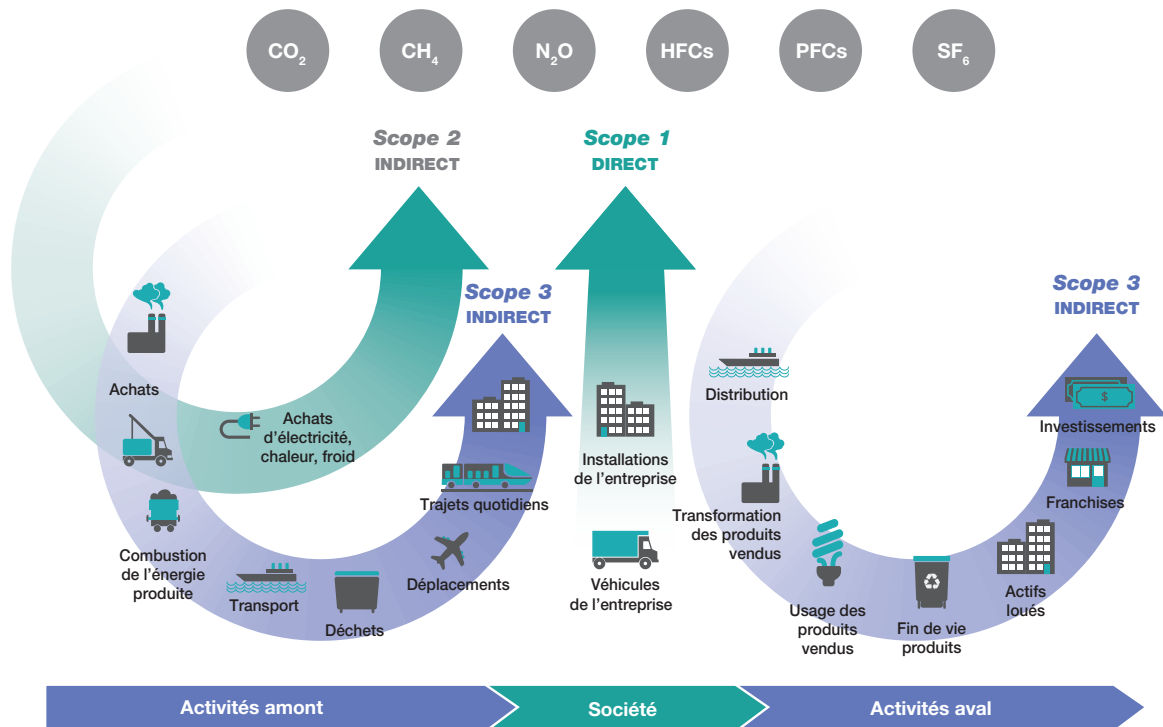 CO₂
CH₄
N₂O
HFCs
PFCs
SF₆
Scope 2
INDIRECT
Scope 1
DIRECT
Scope 3
INDIRECT
Scope 3
INDIRECT
Achats
Achats
d'électricité,
chaleur, froid
Combustion
de l'énergie
produite
Transport
Déchets
Déplacements
Trajets quotidiens
Installations
de l'entreprise
Véhicules
de l'entreprise
Distribution
Transformation
des produits
vendus
Usage des
produits
vendus
Fin de vie
produits
Actifs
loués
Franchises
$
Investissements
Activités amont
Société
Activités aval